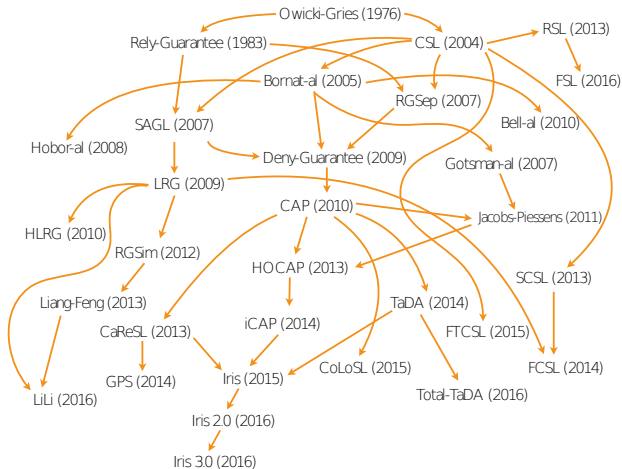 Owicki-Gries (1976)
RSL (2013)
Rely-Guarantee (1983)
CSL (2004)
Bornat-al (2005)
FSL (2016)
RGSep (2007)
SAGL (2007)
Bell-al (2010)
Hobor-al (2008)
Deny-Guarantee (2009)
Gotsman-al (2007)
LRG (2009)
CAP (2010)
Jacobs-Piessens (2011)
HLRG (2010)
RGSim (2012)
HOCAP (2013)
SCSL (2013)
Liang-Feng (2013)
TaDA (2014)
CaReSL (2013)
iCAP (2014)
FTCSL (2015)
GPS (2014)
Iris (2015)
CoLoSL (2015)
FCSL (2014)
LiLi (2016)
Total-TaDA (2016)
Iris 2.0 (2016)
Iris 3.0 (2016)